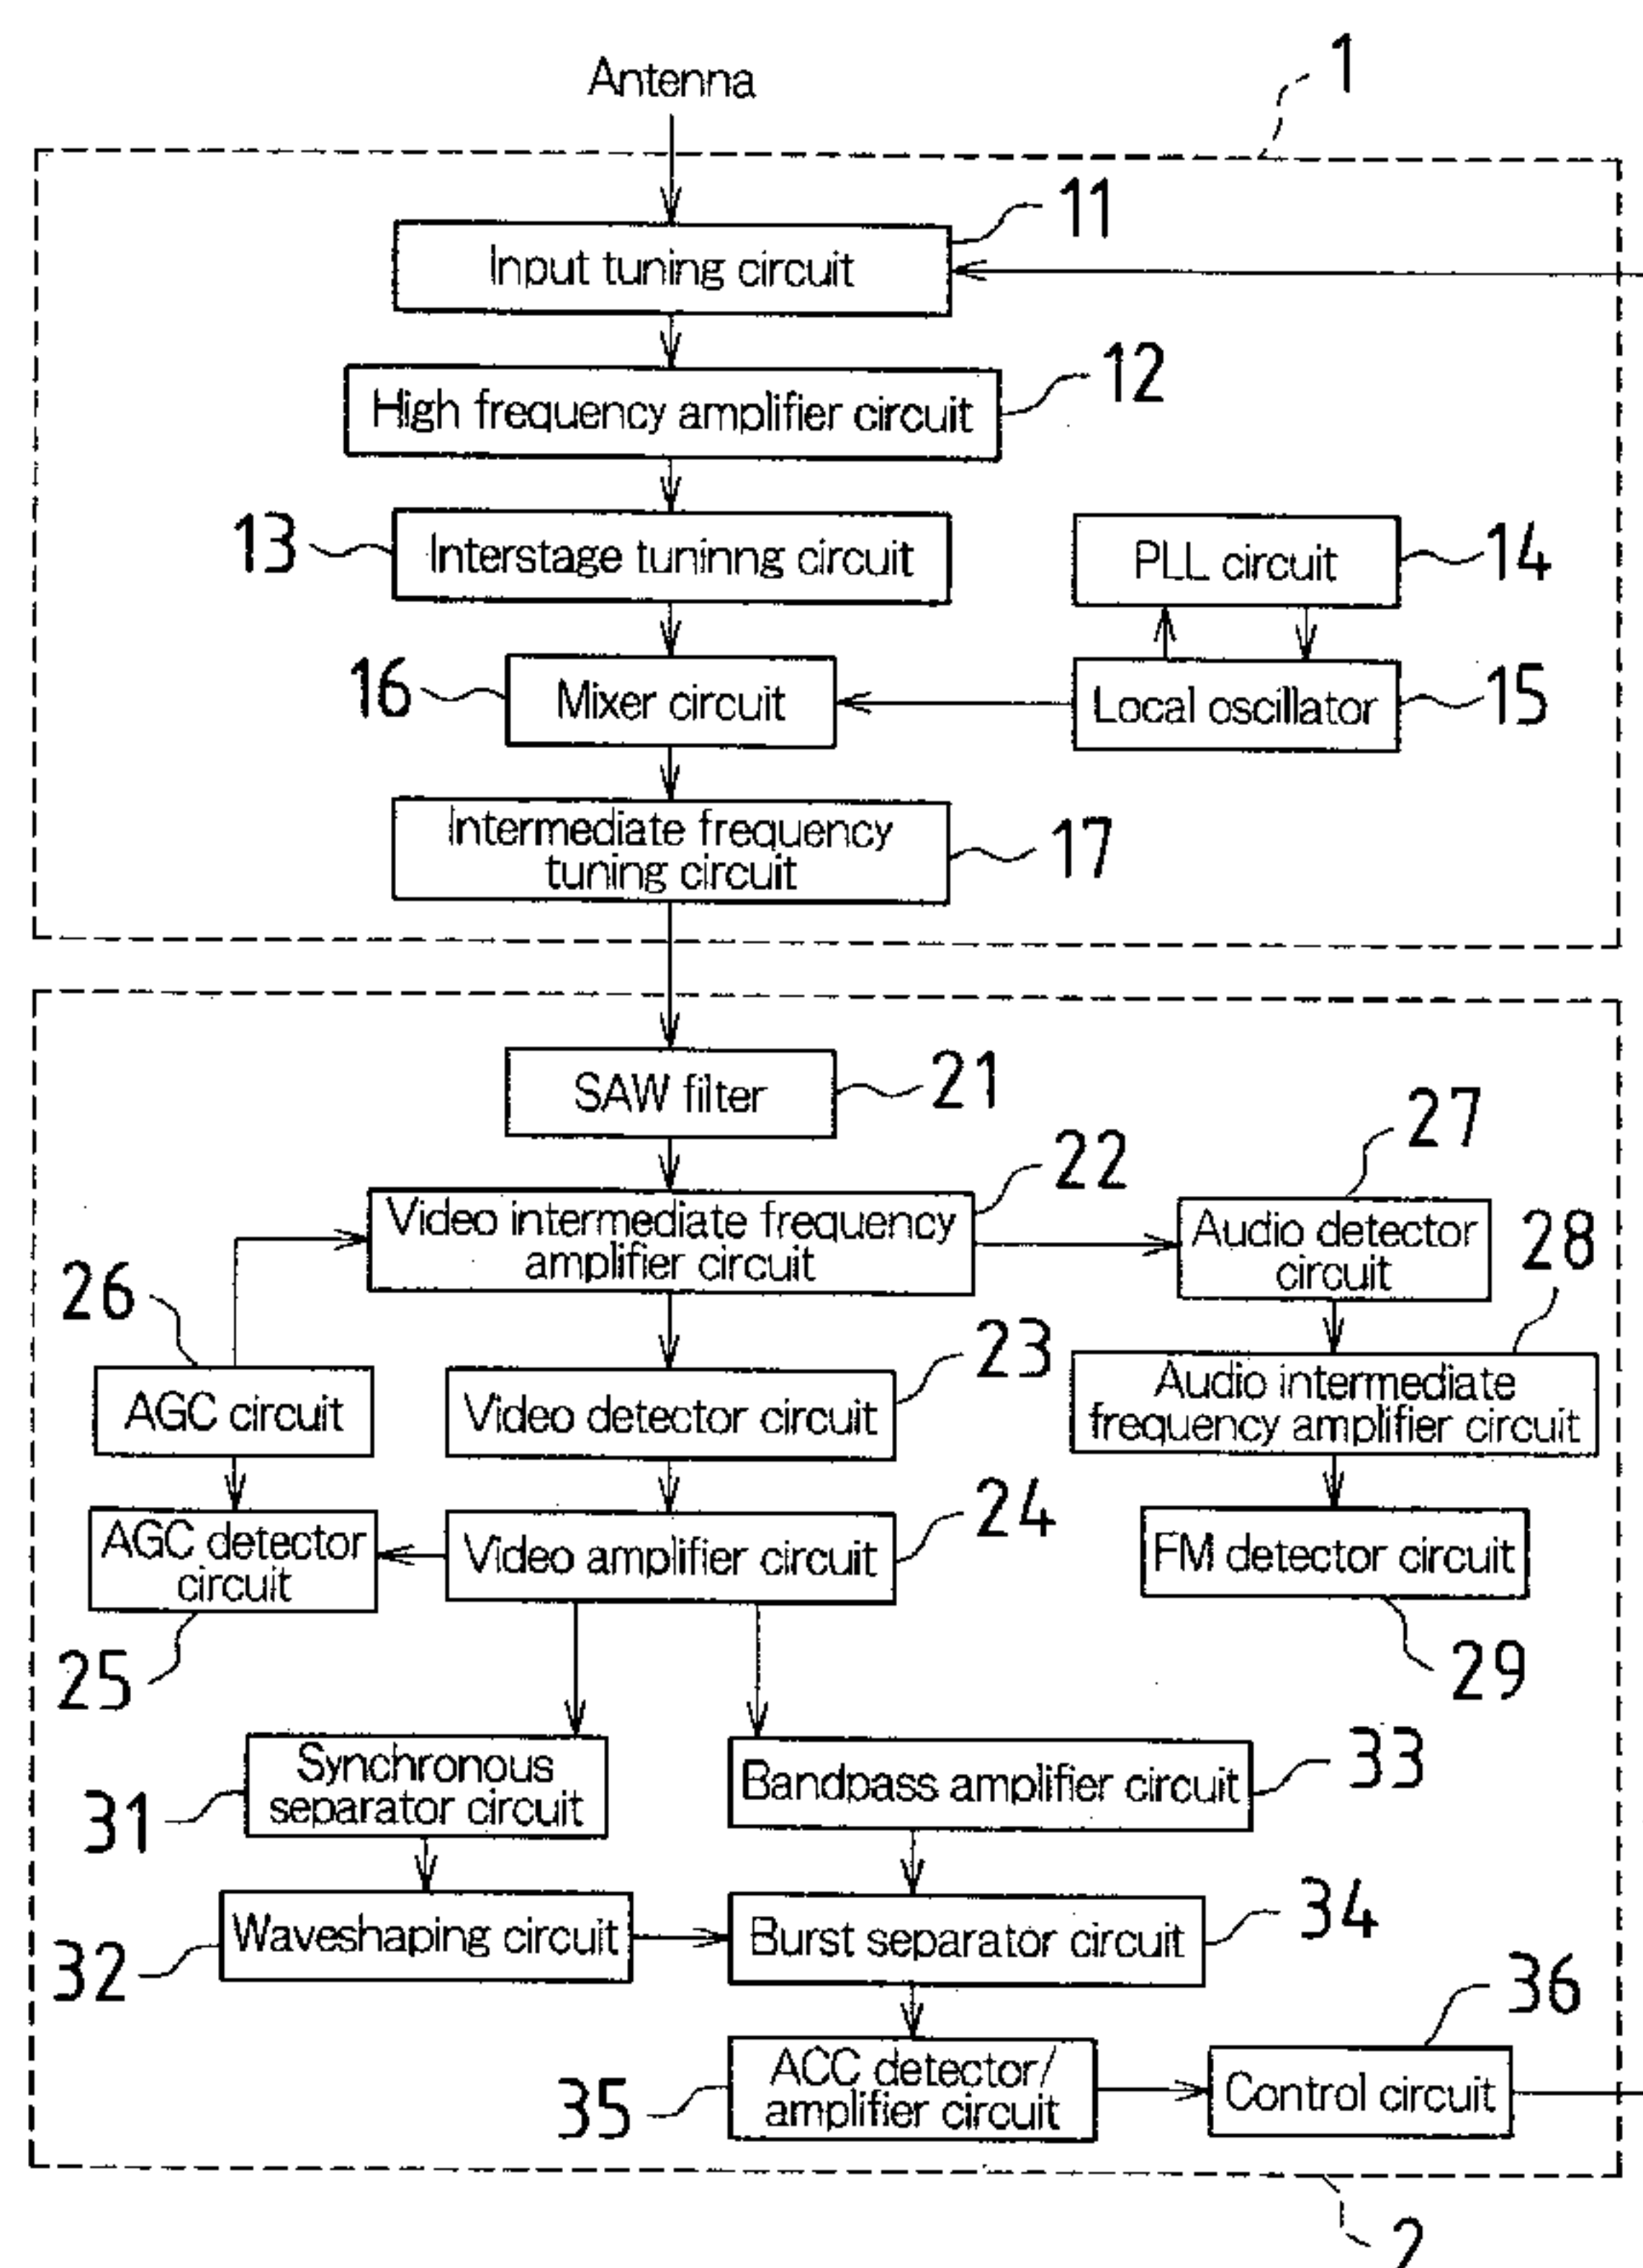 Antenna
1
11
Input tuning circuit
12
High frequency amplifier circuit
13
Interstage tuninng circuit
PLL circuit
14
16
Mixer circuit
Local oscillator
15
Intermediate frequency
tuning circuit
17
SAW filter
21
22
27
Video intermediate frequency
amplifier circuit
Audio detector
circuit
28
26
23
AGC circuit
Video detector circuit
Audio intermediate
frequency amplifier circuit
24
AGC detector
circuit
Video amplifier circuit
FM detector circuit
25
29
Synchronous
separator circuit
31
Bandpass amplifier circuit
33
Waveshaping circuit
32
Burst separator circuit
34
36
ACC detector/
amplifier circuit
35
Control circuit
2